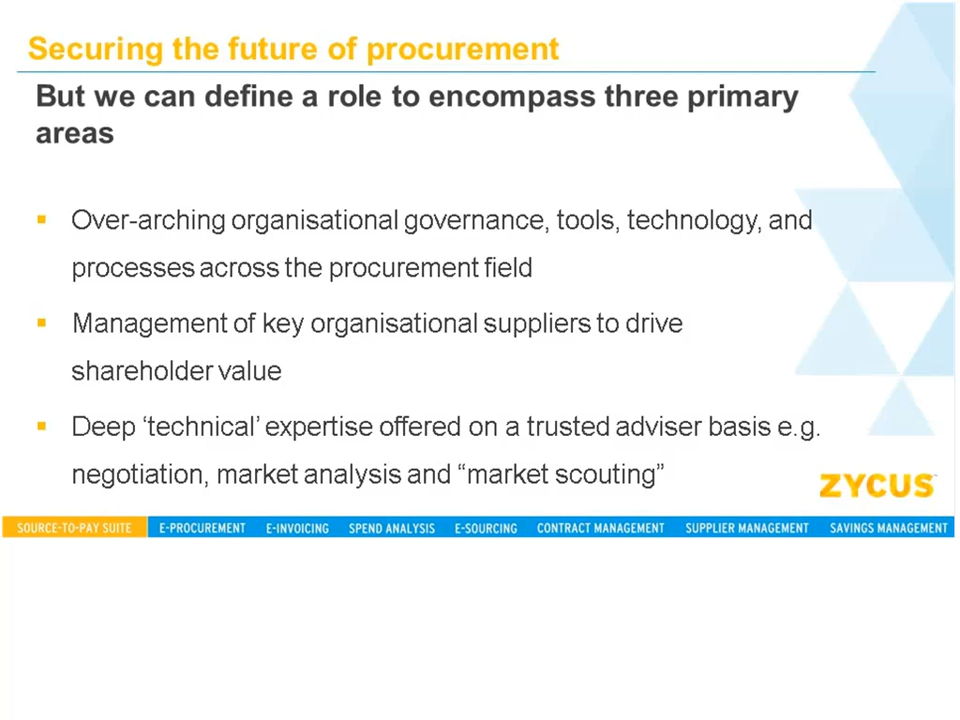 Securing the future of procurement
But we can define a role to encompass three primary
areas
▪ Over-arching organisational governance, tools, technology, and
processes across the procurement field
▪ Management of key organisational suppliers to drive
shareholder value
▪ Deep ‘technical’ expertise offered on a trusted adviser basis e.g.
negotiation, market analysis and “market scouting”
ZYCUS™
SOURCE-TO-PAY SUITE E-PROCUREMENT E-INVOICING SPEND ANALYSIS E-SOURCING CONTRACT MANAGEMENT SUPPLIER MANAGEMENT SAVINGS MANAGEMENT